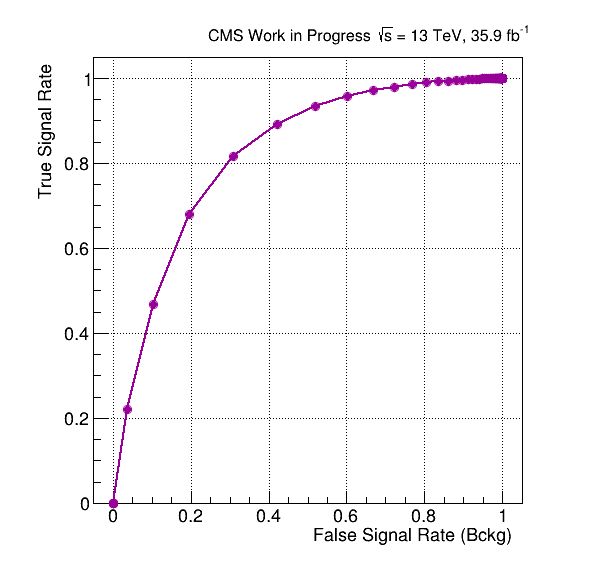 CMS Work in Progress √s = 13 TeV, 35.9 fb⁻¹
True Signal Rate
1
0.8
0.6
0.4
0.2
0
0 0.2 0.4 0.6 0.8 1
False Signal Rate (Bckg)